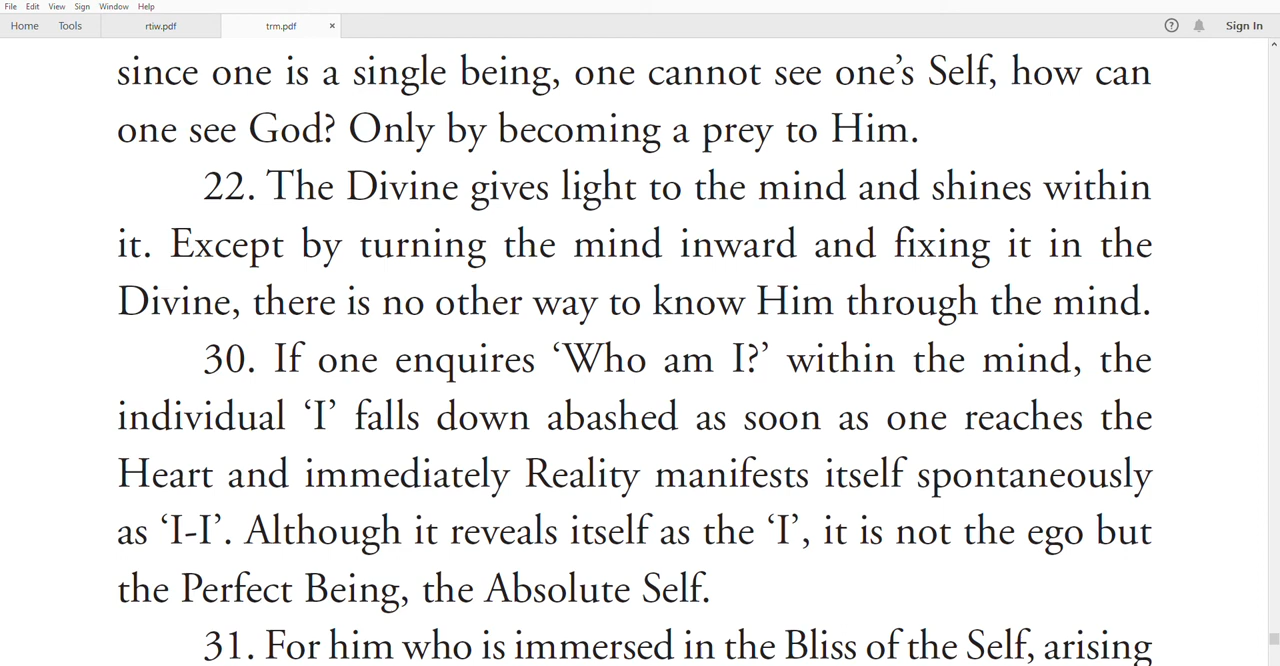 File Edit View Sign Window Help
Home Tools rtiw.pdf trm.pdf × ? Sign In
since one is a single being, one cannot see one’s Self, how can
one see God? Only by becoming a prey to Him.
22. The Divine gives light to the mind and shines within
it. Except by turning the mind inward and fixing it in the
Divine, there is no other way to know Him through the mind.
30. If one enquires ‘Who am I?’ within the mind, the
individual ‘I’ falls down abashed as soon as one reaches the
Heart and immediately Reality manifests itself spontaneously
as ‘I-I’. Although it reveals itself as the ‘I’, it is not the ego but
the Perfect Being, the Absolute Self.
31. For him who is immersed in the Bliss of the Self, arising